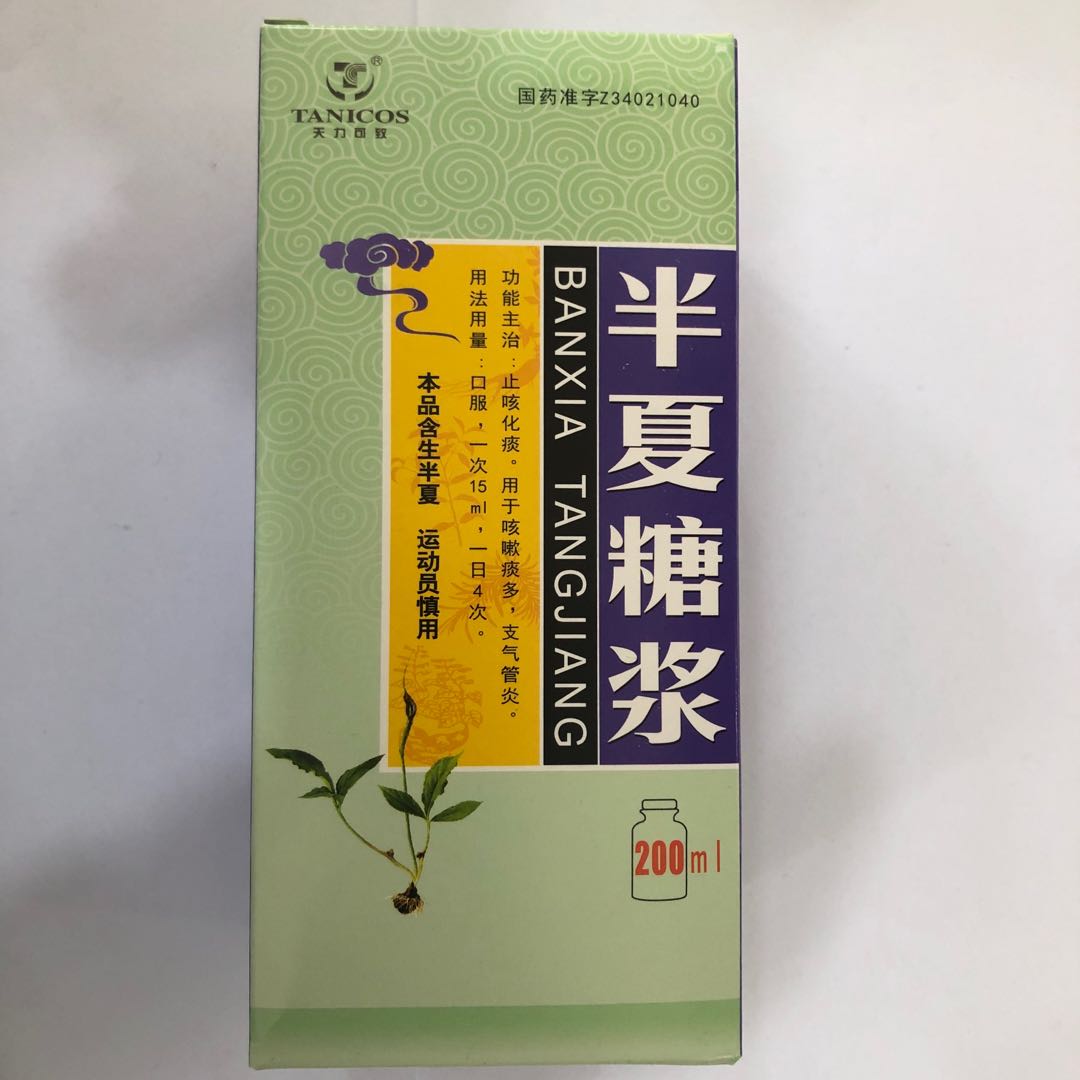 TANICOS
天力可致
国药准字Z34021040
半夏糖浆
BANXIA TANGJIANG
功能主治：止咳化痰。用于咳嗽痰多，支气管炎。
用法用量：口服，一次15ml，一日4次。
本品含生半夏 运动员慎用
200ml